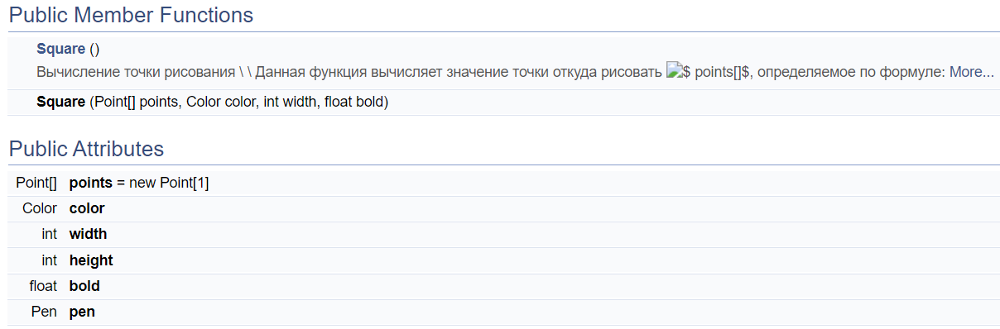 Public Member Functions
Square ()
Вычисление точки рисования \ \ Данная функция вычисляет значение точки откуда рисовать $ points[]$, определяемое по формуле: More...
Square (Point[] points, Color color, int width, float bold)
Public Attributes
Point[] points = new Point[1]
Color color
int width
int height
float bold
Pen pen